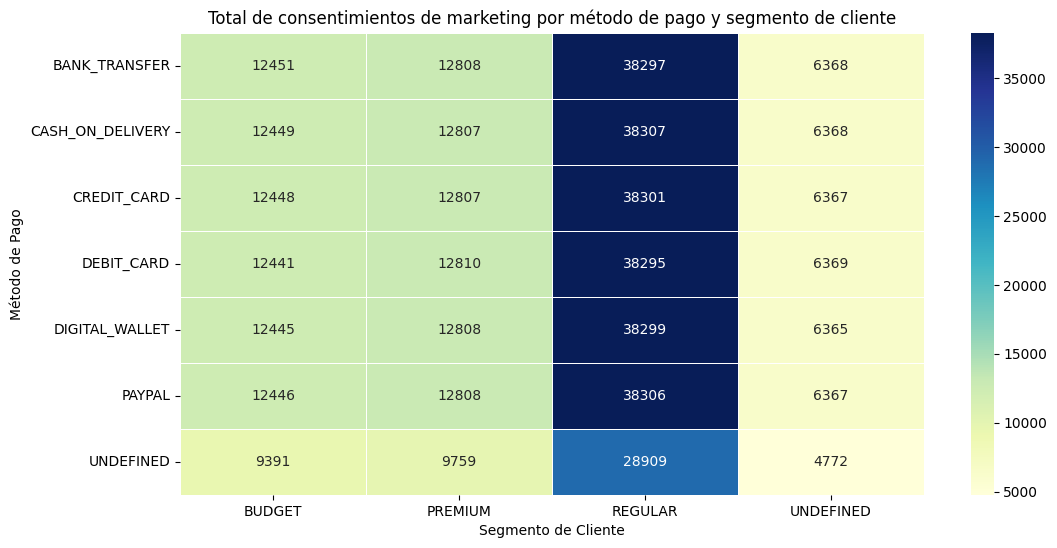 Total de consentimientos de marketing por método de pago y segmento de cliente
Método de Pago
BANK_TRANSFER 12451 12808 38297 6368
CASH_ON_DELIVERY 12449 12807 38307 6368
CREDIT_CARD 12448 12807 38301 6367
DEBIT_CARD 12441 12810 38295 6369
DIGITAL_WALLET 12445 12808 38299 6365
PAYPAL 12446 12808 38306 6367
UNDEFINED 9391 9759 28909 4772
BUDGET PREMIUM REGULAR UNDEFINED
Segmento de Cliente
35000
30000
25000
20000
15000
10000
5000